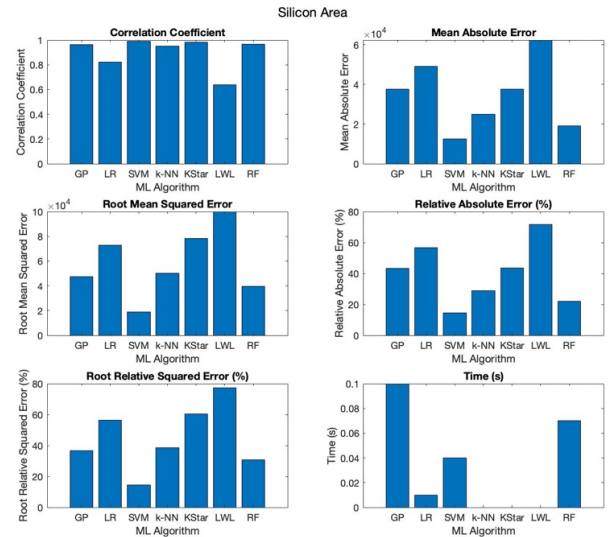 Silicon Area
Correlation Coefficient
Correlation Coefficient
1
0.8
0.6
0.4
0.2
0
GP LR SVM k-NN KStar LWL RF
ML Algorithm
Mean Absolute Error
×10⁴
Mean Absolute Error
6
4
2
0
GP LR SVM k-NN KStar LWL RF
ML Algorithm
Root Mean Squared Error
×10⁴
Root Mean Squared Error
10
8
6
4
2
0
GP LR SVM k-NN KStar LWL RF
ML Algorithm
Relative Absolute Error (%)
Relative Absolute Error (%)
80
60
40
20
0
GP LR SVM k-NN KStar LWL RF
ML Algorithm
Root Relative Squared Error (%)
Root Relative Squared Error (%)
80
60
40
20
0
GP LR SVM k-NN KStar LWL RF
ML Algorithm
Time (s)
Time (s)
0.1
0.08
0.06
0.04
0.02
0
GP LR SVM k-NN KStar LWL RF
ML Algorithm